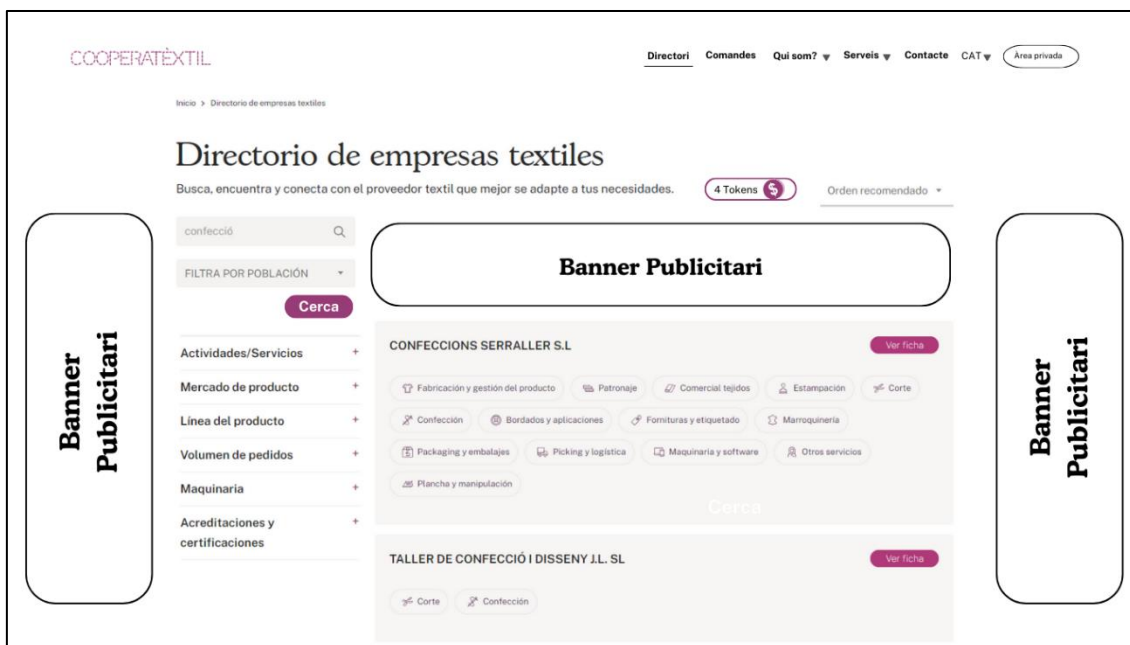 COOPERATÈXTIL
Directori Comandes Qui som? Serveis Contacte CAT Àrea privada
Inicio > Directorio de empresas textiles
Directorio de empresas textiles
Busca, encuentra y conecta con el proveedor textil que mejor se adapte a tus necesidades.
4 Tokens $
Orden recomendado
Banner
Publicitari
confecció
FILTRA POR POBLACIÓN
Cerca
Actividades/Servicios +
Mercado de producto +
Línea del producto +
Volumen de pedidos +
Maquinaria +
Acreditaciones y +
certificaciones
Banner Publicitari
CONFECCIONS SERRALLER S.L Ver ficha
Fabricación y gestión del producto Patronaje Comercial tejidos Estampación Corte
Confección Bordados y aplicaciones Fornituras y etiquetado Marroquinería
Packaging y embalajes Picking y logística Maquinaria y software Otros servicios
Plancha y manipulación
Cerca
TALLER DE CONFECCIÓ I DISSENY J.L. SL Ver ficha
Corte Confección
Banner
Publicitari